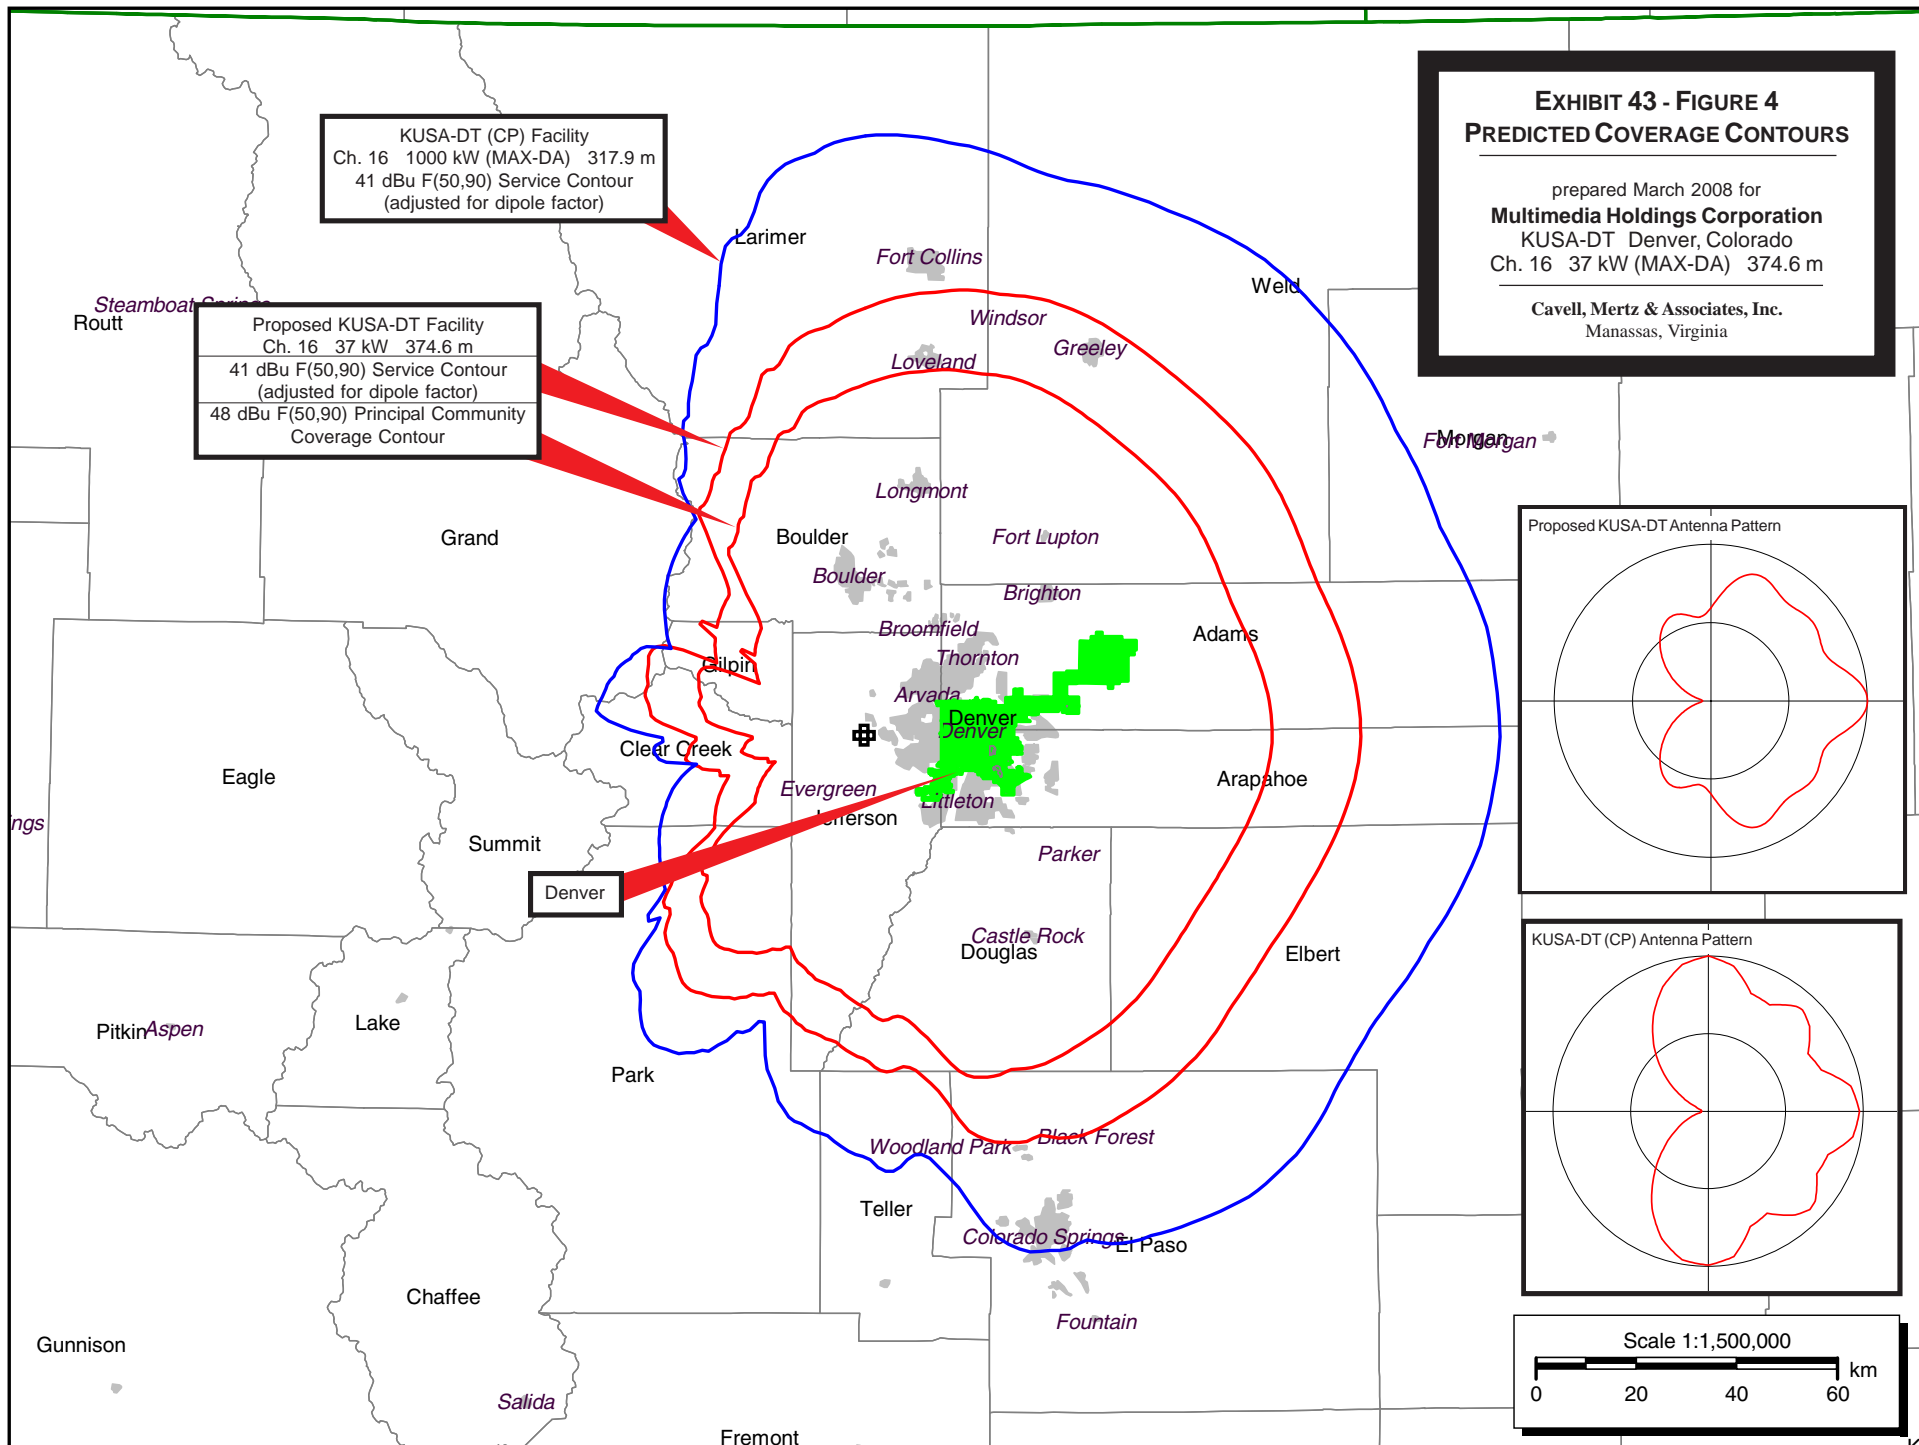 EXHIBIT 43 - FIGURE 4
PREDICTED COVERAGE CONTOURS
prepared March 2008 for
Multimedia Holdings Corporation
KUSA-DT Denver, Colorado
Ch. 16 37 kW (MAX-DA) 374.6 m
Cavell, Mertz & Associates, Inc.
Manassas, Virginia
KUSA-DT (CP) Facility
Ch. 16 1000 kW (MAX-DA) 317.9 m
41 dBu F(50,90) Service Contour
(adjusted for dipole factor)
Larimer
Fort Collins
Weld
Steamboat Springs
Routt
Proposed KUSA-DT Facility
Ch. 16 37 kW 374.6 m
41 dBu F(50,90) Service Contour
(adjusted for dipole factor)
48 dBu F(50,90) Principal Community
Coverage Contour
Windsor
Loveland
Greeley
Morgan
Fort Morgan
Longmont
Grand
Boulder
Fort Lupton
Boulder
Brighton
Broomfield
Adams
Thornton
Gilpin
Arvada
Denver
Denver
Clear Creek
Eagle
Evergreen
Arapahoe
Littleton
Jefferson
ngs
Summit
Parker
Denver
Castle Rock
Douglas
Elbert
Pitkin
Aspen
Lake
Park
Woodland Park
Black Forest
Teller
Colorado Springs
El Paso
Chaffee
Fountain
Gunnison
Salida
Fremont
Proposed KUSA-DT Antenna Pattern
KUSA-DT (CP) Antenna Pattern
Scale 1:1,500,000
km
0 20 40 60